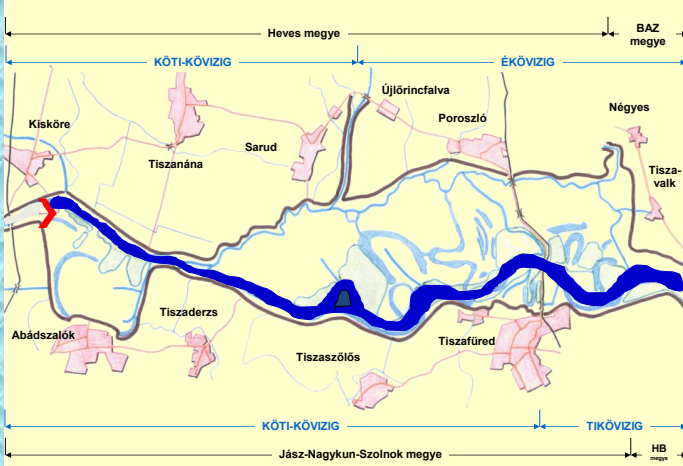 Heves megye
BAZ
megye
KÖTI-KÖVIZIG
ÉKÖVIZIG
Újlőrincfalva
Kisköre
Poroszló
Négyes
Tiszanána
Sarud
Tisza-
valk
Tiszaderzs
Abádszalók
Tiszaszőlős
Tiszafüred
KÖTI-KÖVIZIG
TIKÖVIZIG
Jász-Nagykun-Szolnok megye
HB
megye